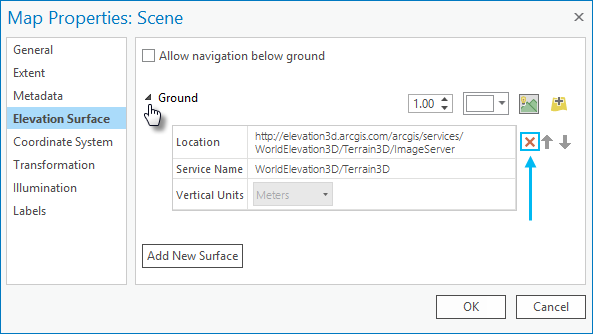 Map Properties: Scene
General
Extent
Metadata
Elevation Surface
Coordinate System
Transformation
Illumination
Labels
Allow navigation below ground
Ground
1.00
Location
http://elevation3d.arcgis.com/arcgis/services/
WorldElevation3D/Terrain3D/ImageServer
Service Name
WorldElevation3D/Terrain3D
Vertical Units
Meters
Add New Surface
OK
Cancel